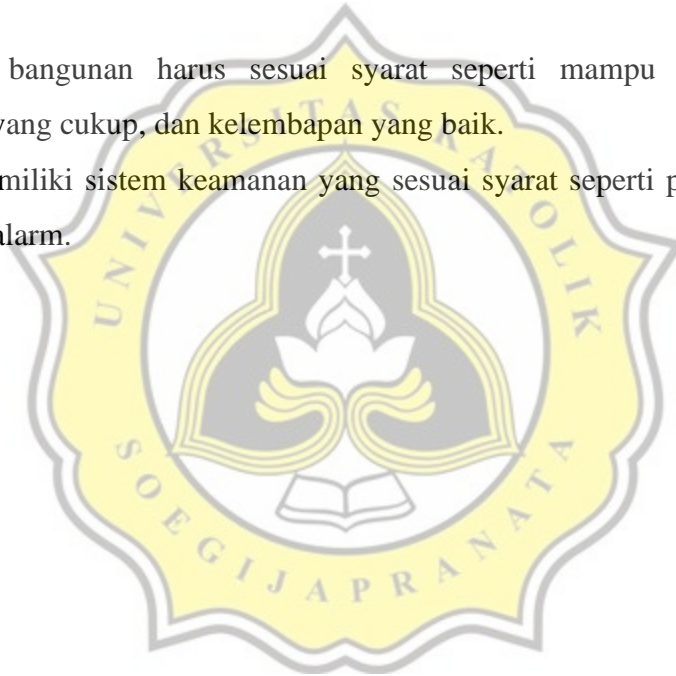 bangunan harus sesuai syarat seperti mampu
yang cukup, dan kelembapan yang baik.
miliki sistem keamanan yang sesuai syarat seperti p
alarm.
UNIVERSITAS KATOLIK
SOEGIJAPRANATA